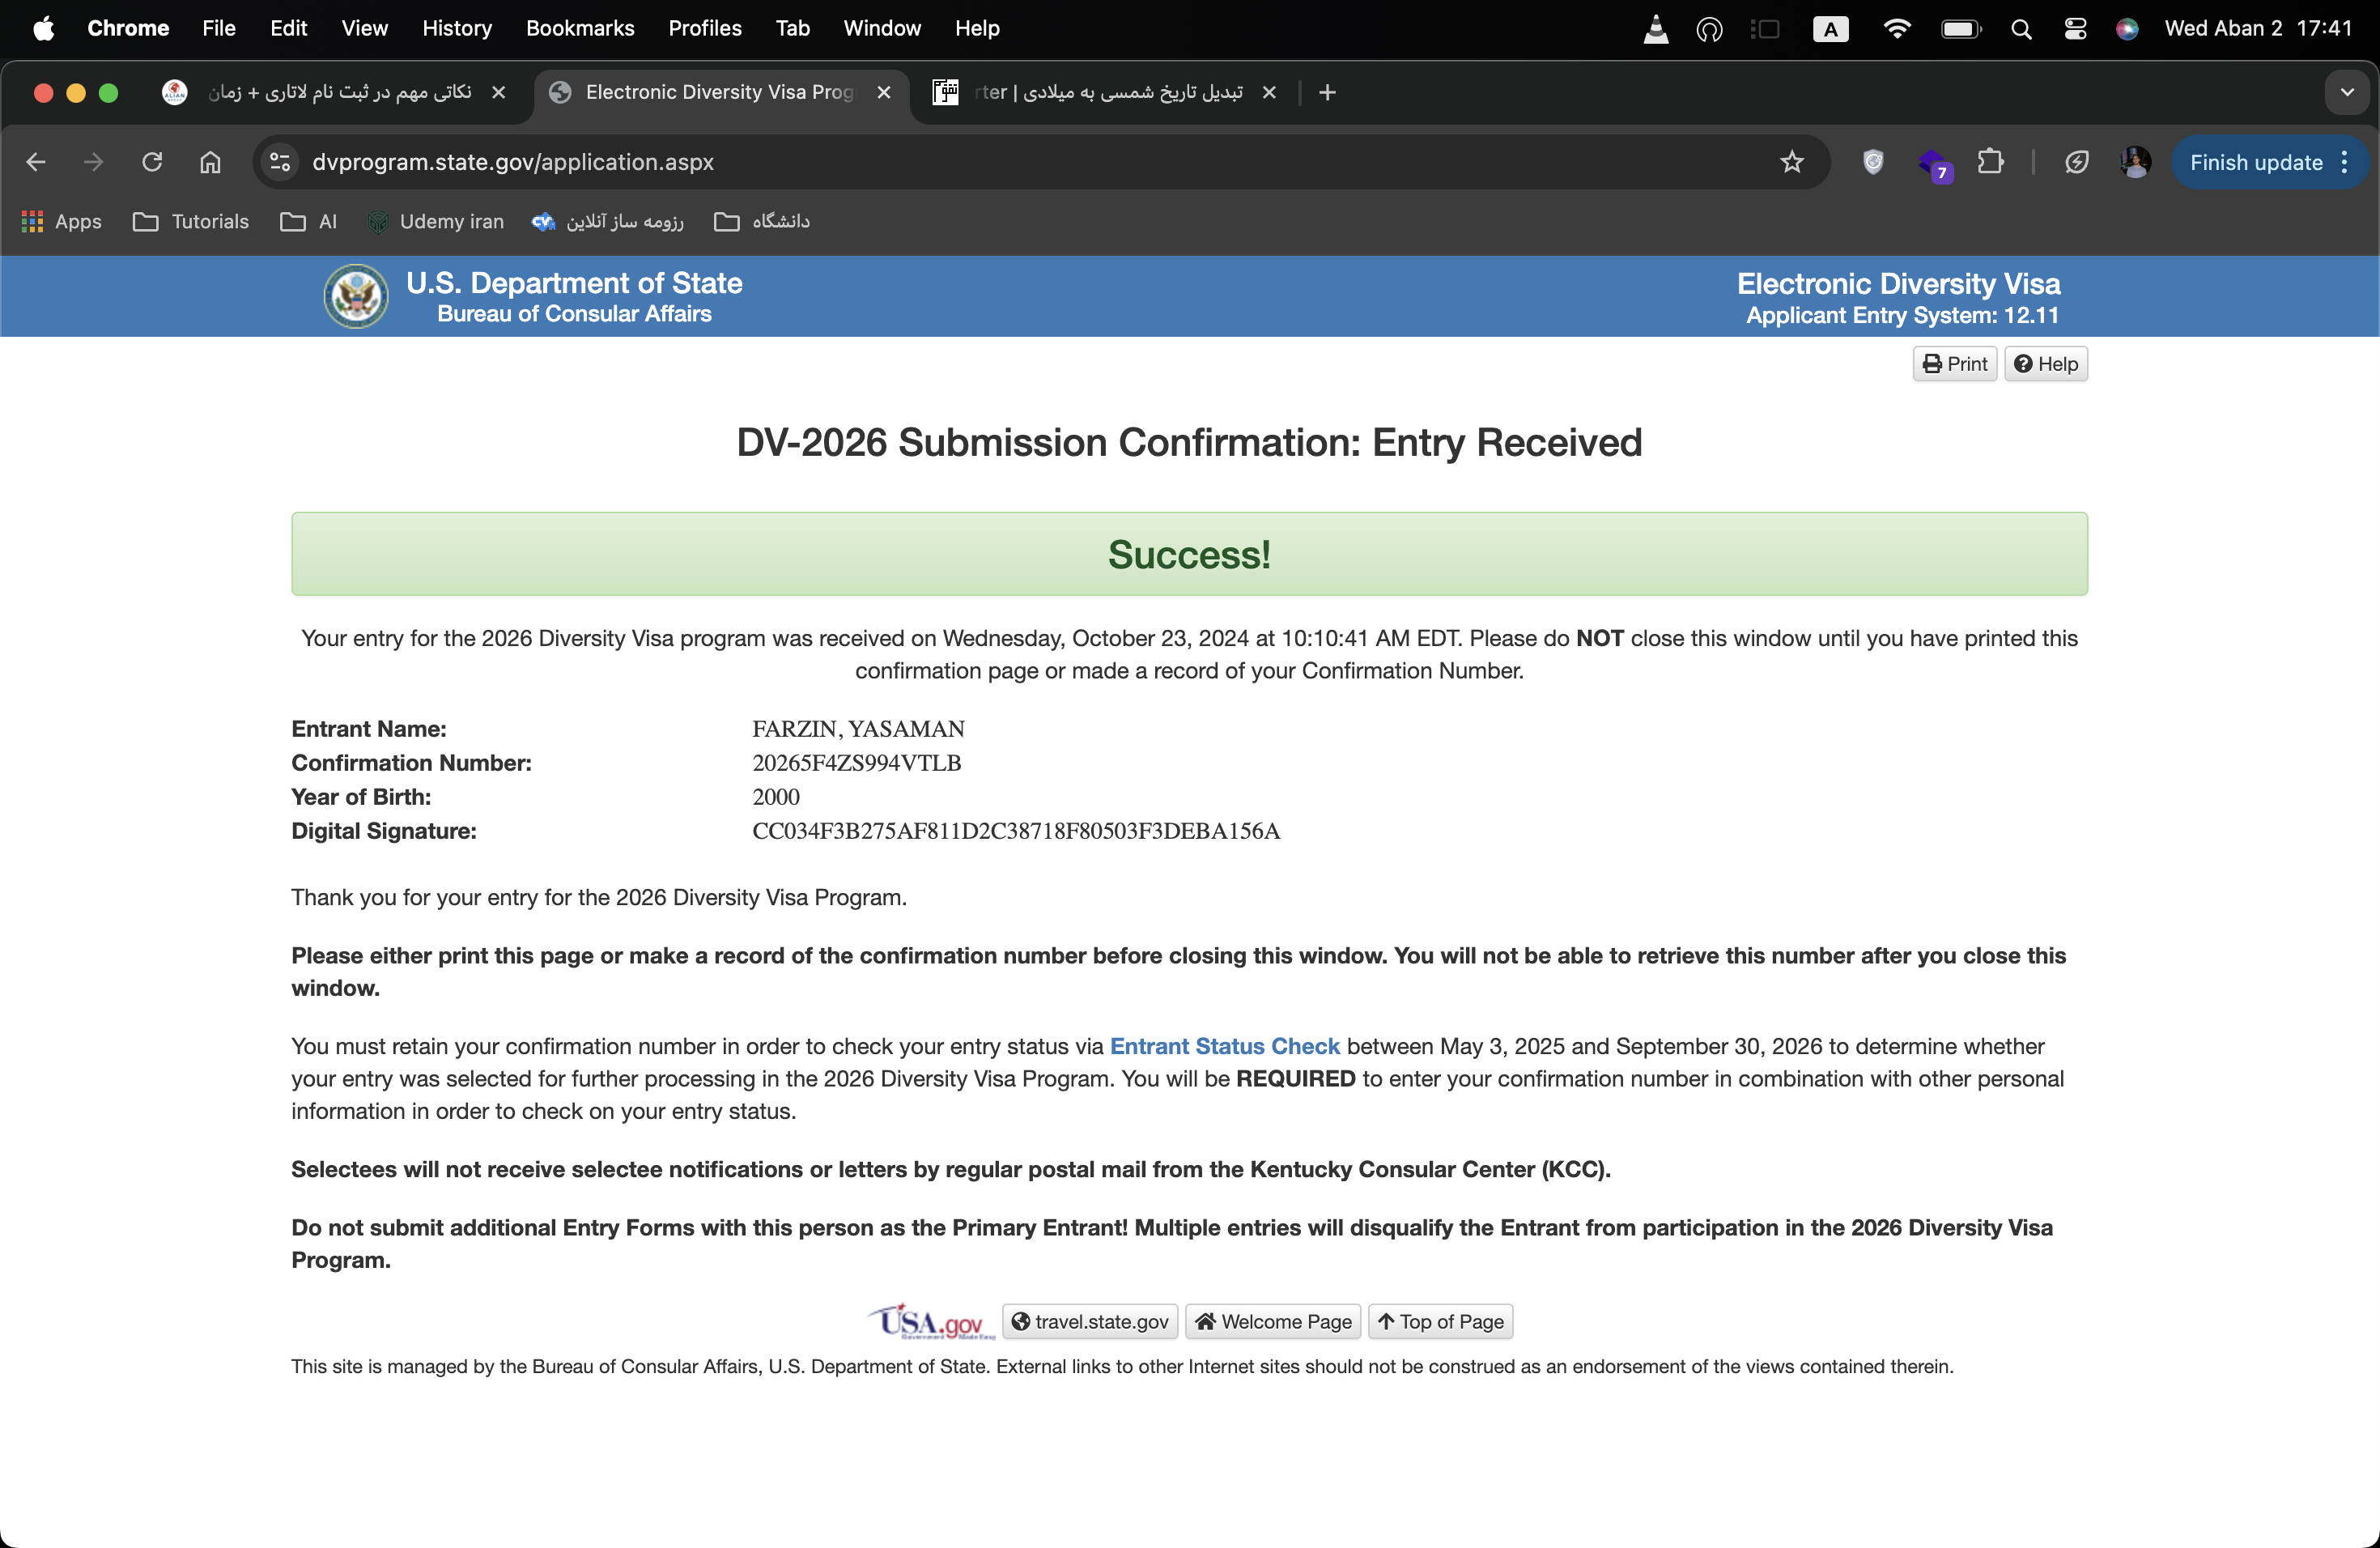 Chrome File Edit View History Bookmarks Profiles Tab Window Help A Wed Aban 2 17:41
نکاتی مهم در ثبت نام لاتاری + زمان
Electronic Diversity Visa Prog
تبدیل تاریخ شمسی به میلادی | rter
dvprogram.state.gov/application.aspx
7
Finish update
Apps Tutorials AI Udemy iran رزومه ساز آنلاین دانشگاه
U.S. Department of State
Bureau of Consular Affairs
Electronic Diversity Visa
Applicant Entry System: 12.11
Print Help
DV-2026 Submission Confirmation: Entry Received
Success!
Your entry for the 2026 Diversity Visa program was received on Wednesday, October 23, 2024 at 10:10:41 AM EDT. Please do NOT close this window until you have printed this
confirmation page or made a record of your Confirmation Number.
Entrant Name: FARZIN, YASAMAN
Confirmation Number: 20265F4ZS994VTLB
Year of Birth: 2000
Digital Signature: CC034F3B275AF811D2C38718F80503F3DEBA156A
Thank you for your entry for the 2026 Diversity Visa Program.
Please either print this page or make a record of the confirmation number before closing this window. You will not be able to retrieve this number after you close this
window.
You must retain your confirmation number in order to check your entry status via Entrant Status Check between May 3, 2025 and September 30, 2026 to determine whether
your entry was selected for further processing in the 2026 Diversity Visa Program. You will be REQUIRED to enter your confirmation number in combination with other personal
information in order to check on your entry status.
Selectees will not receive selectee notifications or letters by regular postal mail from the Kentucky Consular Center (KCC).
Do not submit additional Entry Forms with this person as the Primary Entrant! Multiple entries will disqualify the Entrant from participation in the 2026 Diversity Visa
Program.
USA.gov travel.state.gov Welcome Page Top of Page
This site is managed by the Bureau of Consular Affairs, U.S. Department of State. External links to other Internet sites should not be construed as an endorsement of the views contained therein.